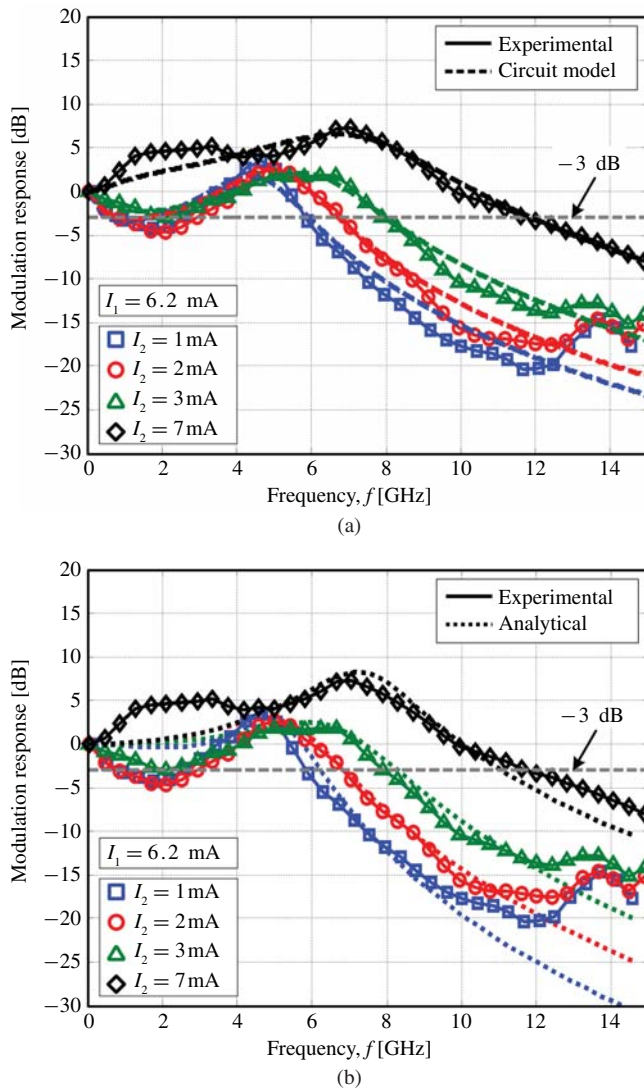 20
15
10
5
0
−5
−10
−15
−20
−25
−30
Modulation response [dB]
Experimental
Circuit model
−3 dB
I1 = 6.2 mA
I2 = 1 mA
I2 = 2 mA
I2 = 3 mA
I2 = 7 mA
0 2 4 6 8 10 12 14
Frequency, f [GHz]
(a)
20
15
10
5
0
−5
−10
−15
−20
−25
−30
Modulation response [dB]
Experimental
Analytical
−3 dB
I1 = 6.2 mA
I2 = 1 mA
I2 = 2 mA
I2 = 3 mA
I2 = 7 mA
0 2 4 6 8 10 12 14
Frequency, f [GHz]
(b)